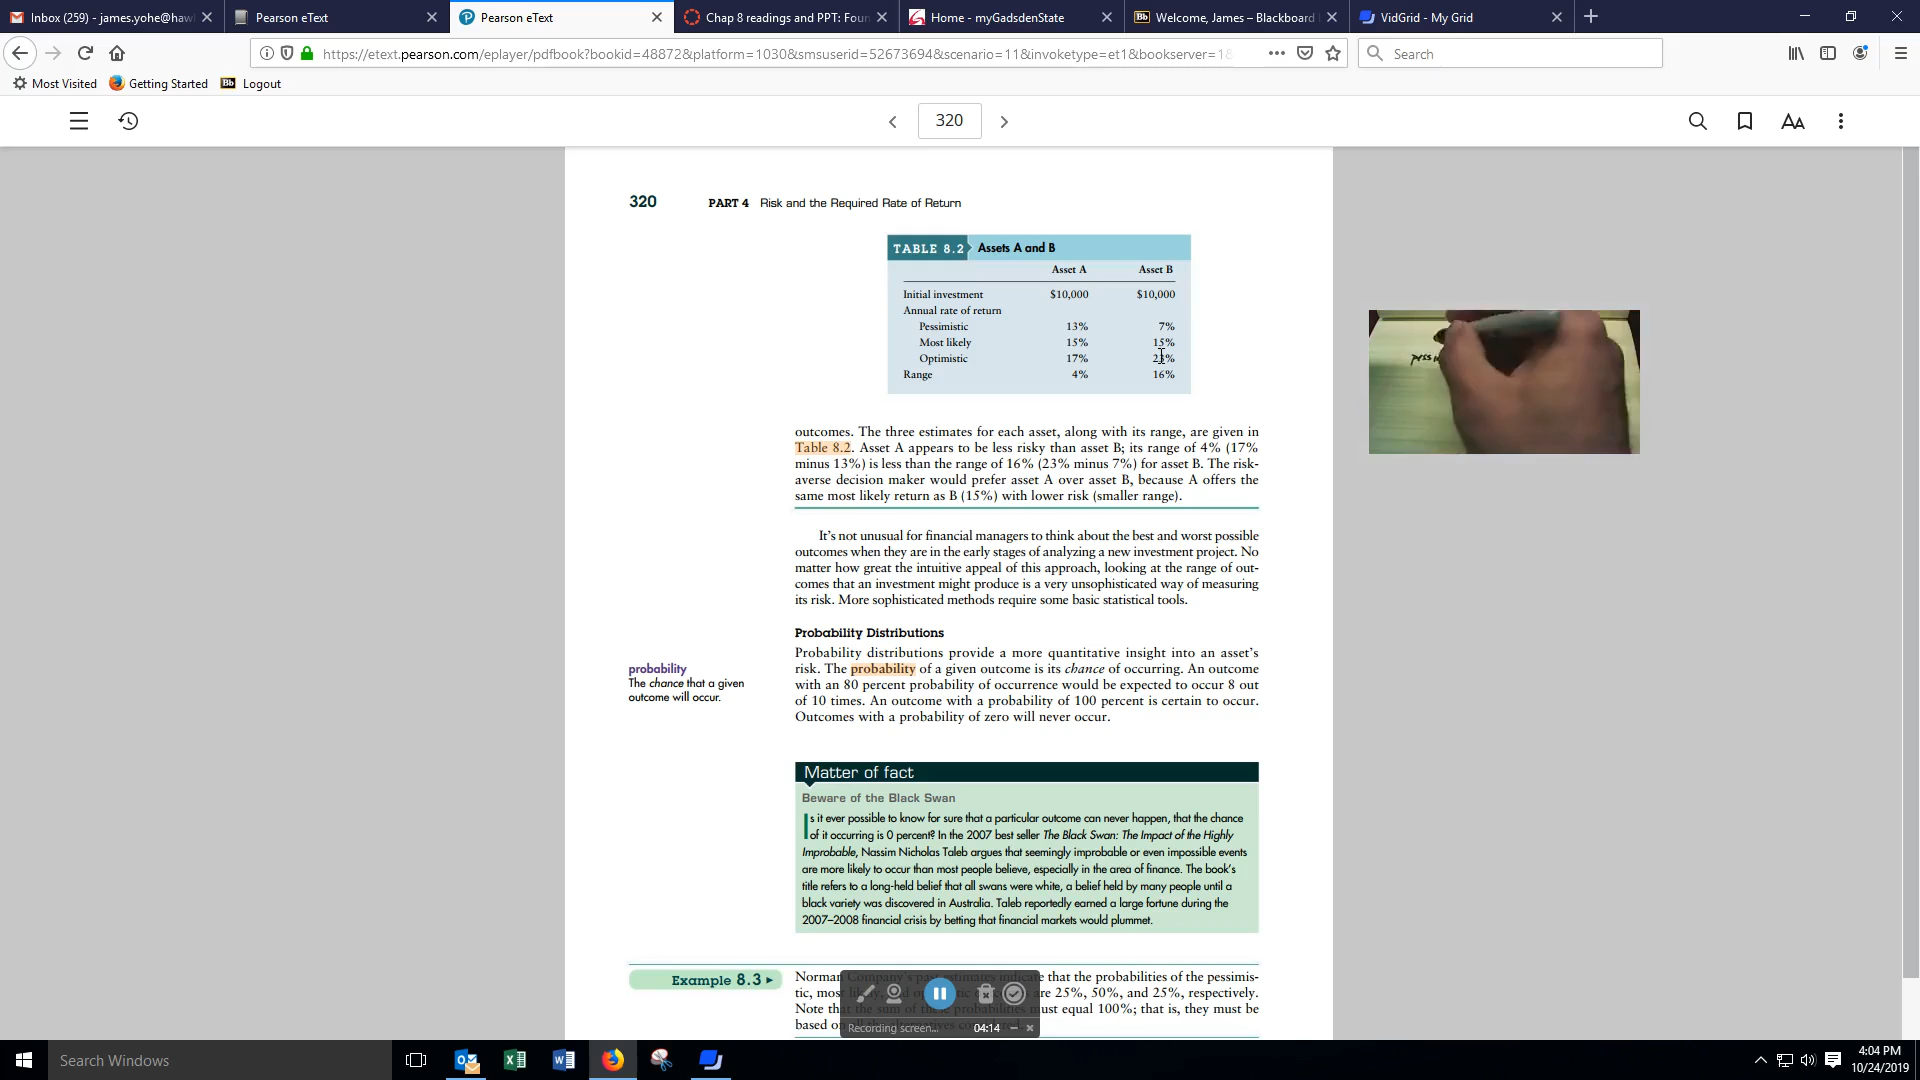 Inbox (259) - james.yohe@haw
Pearson eText
Pearson eText
Chap 8 readings and PPT: Foun
Home - myGadsdenState
Welcome, James – Blackboard
VidGrid - My Grid
https://etext.pearson.com/eplayer/pdfbook?bookid=48872&platform=1030&smsuserid=52673694&scenario=11&invoketype=et1&bookserver=1&
Search
Most Visited
Getting Started
Bb Logout
320
320 PART 4 Risk and the Required Rate of Return
TABLE 8.2 Assets A and B
Asset A Asset B
Initial investment $10,000 $10,000
Annual rate of return
Pessimistic 13% 7%
Most likely 15% 15%
Optimistic 17% 23%
Range 4% 16%
outcomes. The three estimates for each asset, along with its range, are given in
Table 8.2. Asset A appears to be less risky than asset B; its range of 4% (17%
minus 13%) is less than the range of 16% (23% minus 7%) for asset B. The risk-
averse decision maker would prefer asset A over asset B, because A offers the
same most likely return as B (15%) with lower risk (smaller range).
It's not unusual for financial managers to think about the best and worst possible
outcomes when they are in the early stages of analyzing a new investment project. No
matter how great the intuitive appeal of this approach, looking at the range of out-
comes that an investment might produce is a very unsophisticated way of measuring
its risk. More sophisticated methods require some basic statistical tools.
Probability Distributions
Probability distributions provide a more quantitative insight into an asset's
risk. The probability of a given outcome is its chance of occurring. An outcome
with an 80 percent probability of occurrence would be expected to occur 8 out
of 10 times. An outcome with a probability of 100 percent is certain to occur.
Outcomes with a probability of zero will never occur.
probability
The chance that a given
outcome will occur.
Matter of fact
Beware of the Black Swan
Is it ever possible to know for sure that a particular outcome can never happen, that the chance
of it occurring is 0 percent? In the 2007 best seller The Black Swan: The Impact of the Highly
Improbable, Nassim Nicholas Taleb argues that seemingly improbable or even impossible events
are more likely to occur than most people believe, especially in the area of finance. The book's
title refers to a long-held belief that all swans were white, a belief held by many people until a
black variety was discovered in Australia. Taleb reportedly earned a large fortune during the
2007–2008 financial crisis by betting that financial markets would plummet.
Example 8.3
Norman Company's past estimates indicate that the probabilities of the pessimis-
tic, most are 25%, 50%, and 25%, respectively.
Note that the sum of these probabilities must equal 100%; that is, they must be
based on
Recording screen... 04:14
Search Windows
4:04 PM
10/24/2019